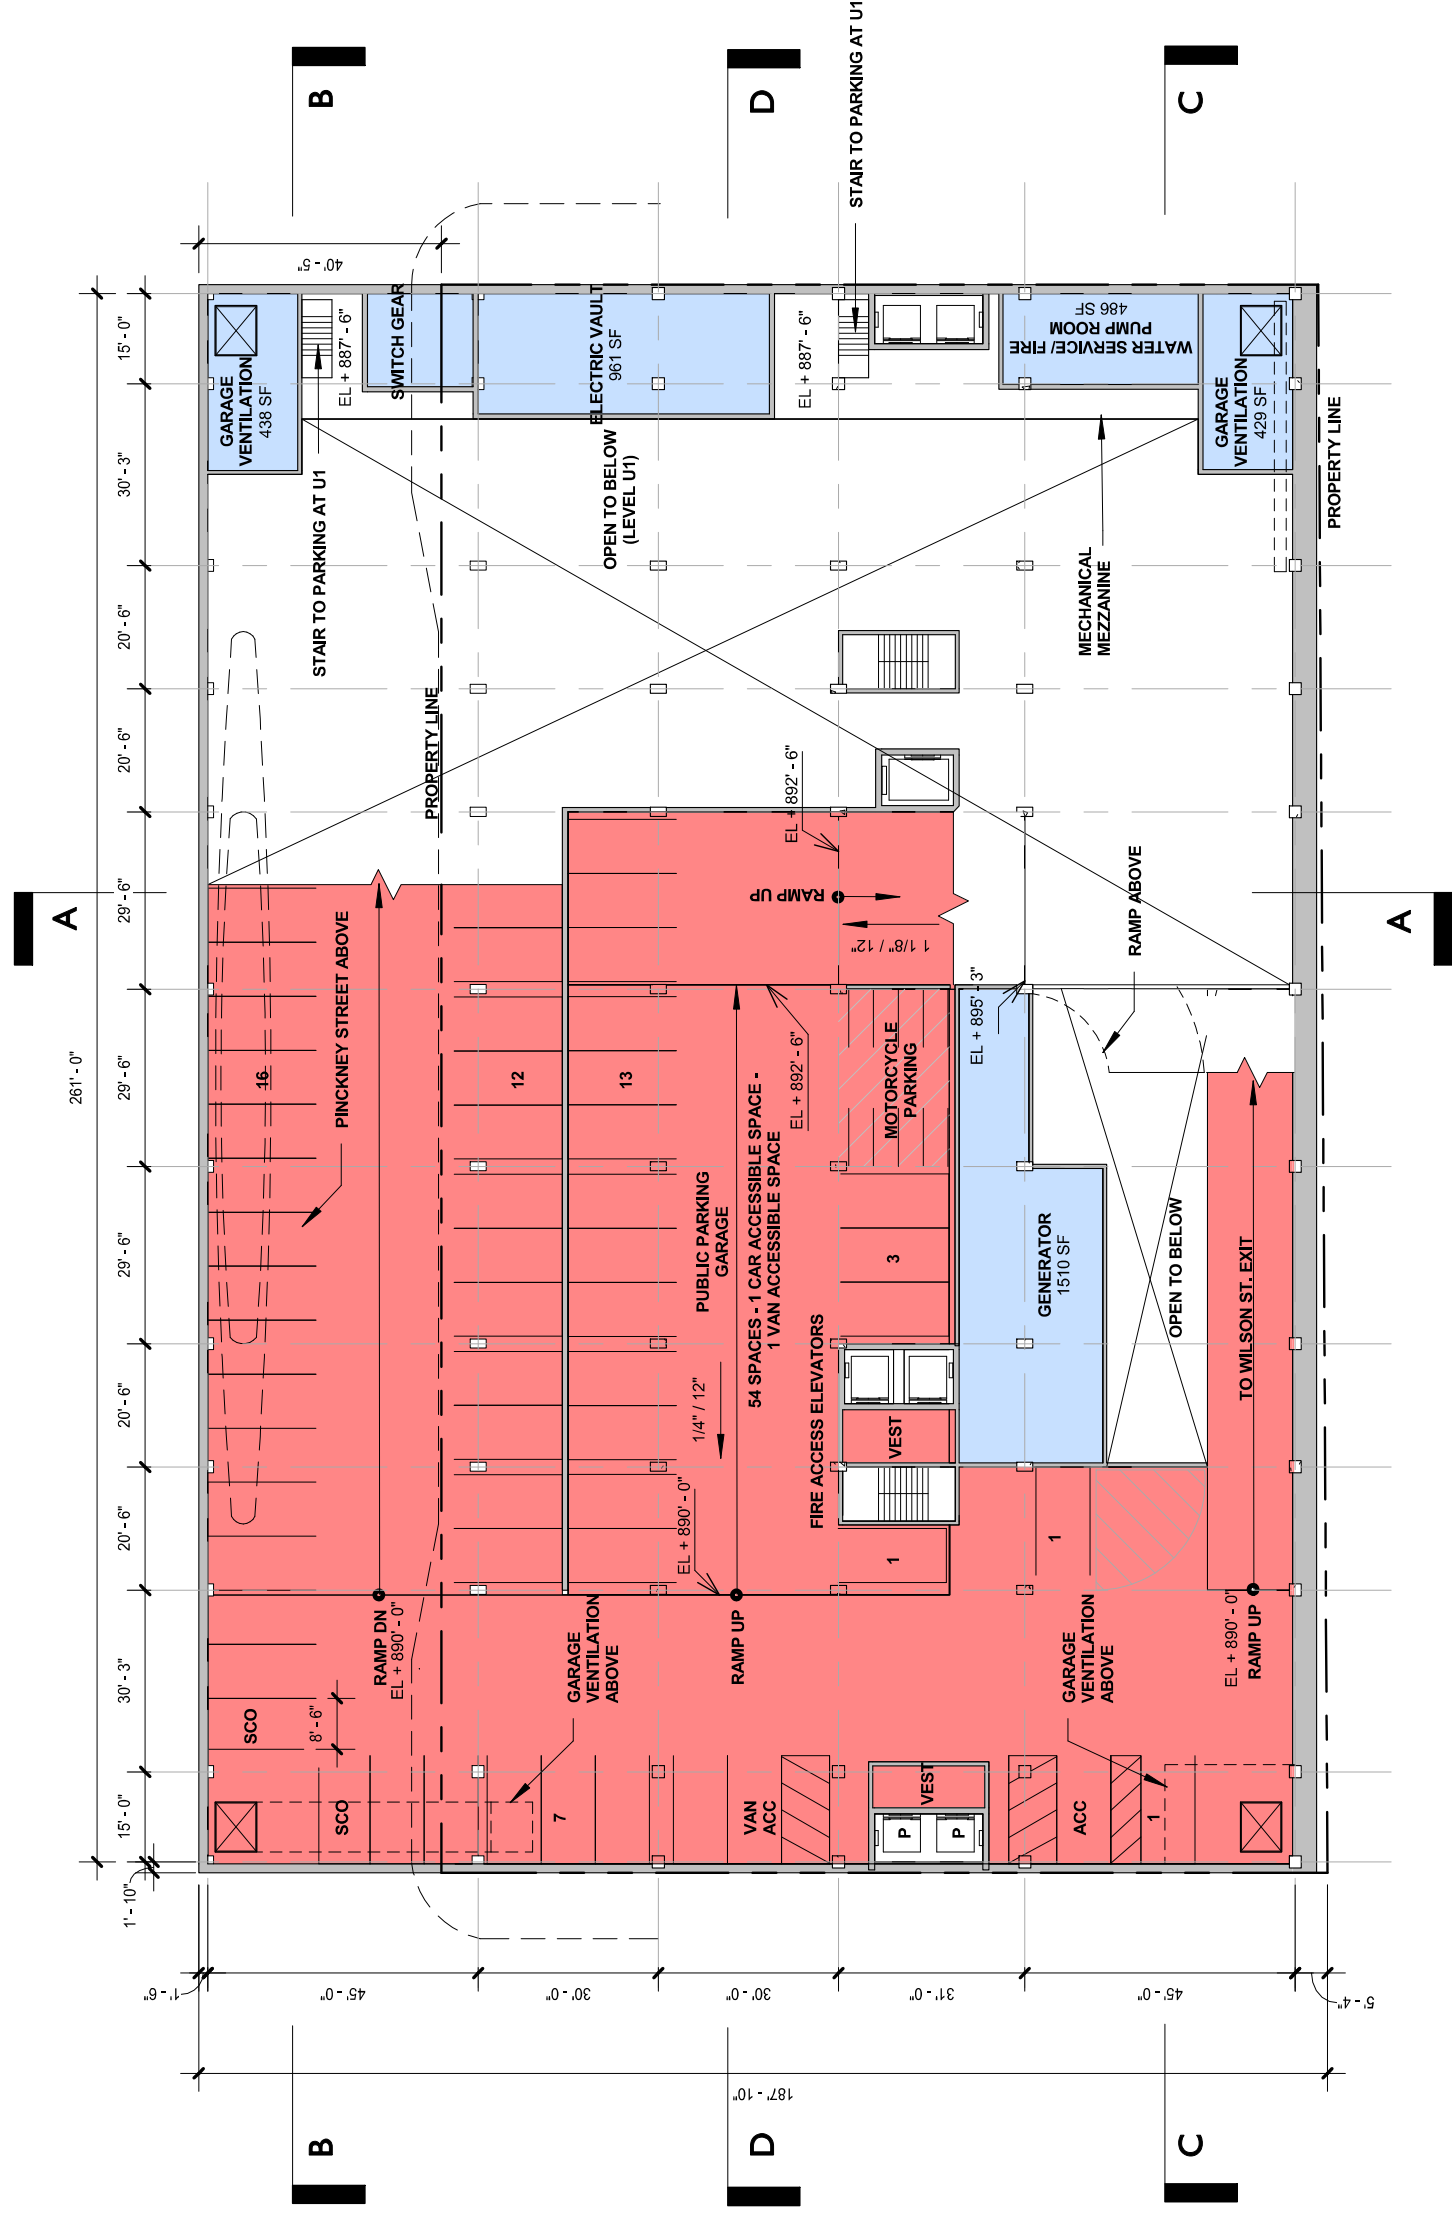 B
D
C
STAIR TO PARKING AT U1
40' - 5"
15' - 0"
30' - 3"
20' - 6"
20' - 6"
29' - 6"
29' - 6"
29' - 6"
20' - 6"
20' - 6"
30' - 3"
15' - 0"
1' - 10"
261' - 0"
GARAGE
VENTILATION
438 SF
EL + 887' - 6"
SWITCH GEAR
ELECTRIC VAULT
961 SF
EL + 887' - 6"
WATER SERVICE/ FIRE
PUMP ROOM
486 SF
GARAGE
VENTILATION
429 SF
PROPERTY LINE
STAIR TO PARKING AT U1
OPEN TO BELOW
(LEVEL U1)
MECHANICAL
MEZZANINE
PROPERTY LINE
A
A
EL + 892' - 6"
RAMP UP
1 1/8" / 12"
RAMP ABOVE
PINCKNEY STREET ABOVE
16
12
13
EL + 892' - 6"
MOTORCYCLE
PARKING
EL + 895' - 3"
PUBLIC PARKING
GARAGE
54 SPACES - 1 CAR ACCESSIBLE SPACE -
1 VAN ACCESSIBLE SPACE
3
GENERATOR
1510 SF
OPEN TO BELOW
TO WILSON ST. EXIT
1/4" / 12"
FIRE ACCESS ELEVATORS
VEST
EL + 890' - 0"
1
1
RAMP DN
EL + 890' - 0"
GARAGE
VENTILATION
ABOVE
RAMP UP
GARAGE
VENTILATION
ABOVE
EL + 890' - 0"
RAMP UP
SCO
8' - 6"
SCO
7
VAN
ACC
VEST
P
P
ACC
1
1' - 6"
45' - 0"
30' - 0"
30' - 0"
31' - 0"
45' - 0"
5' - 4"
187' - 10"
B
D
C